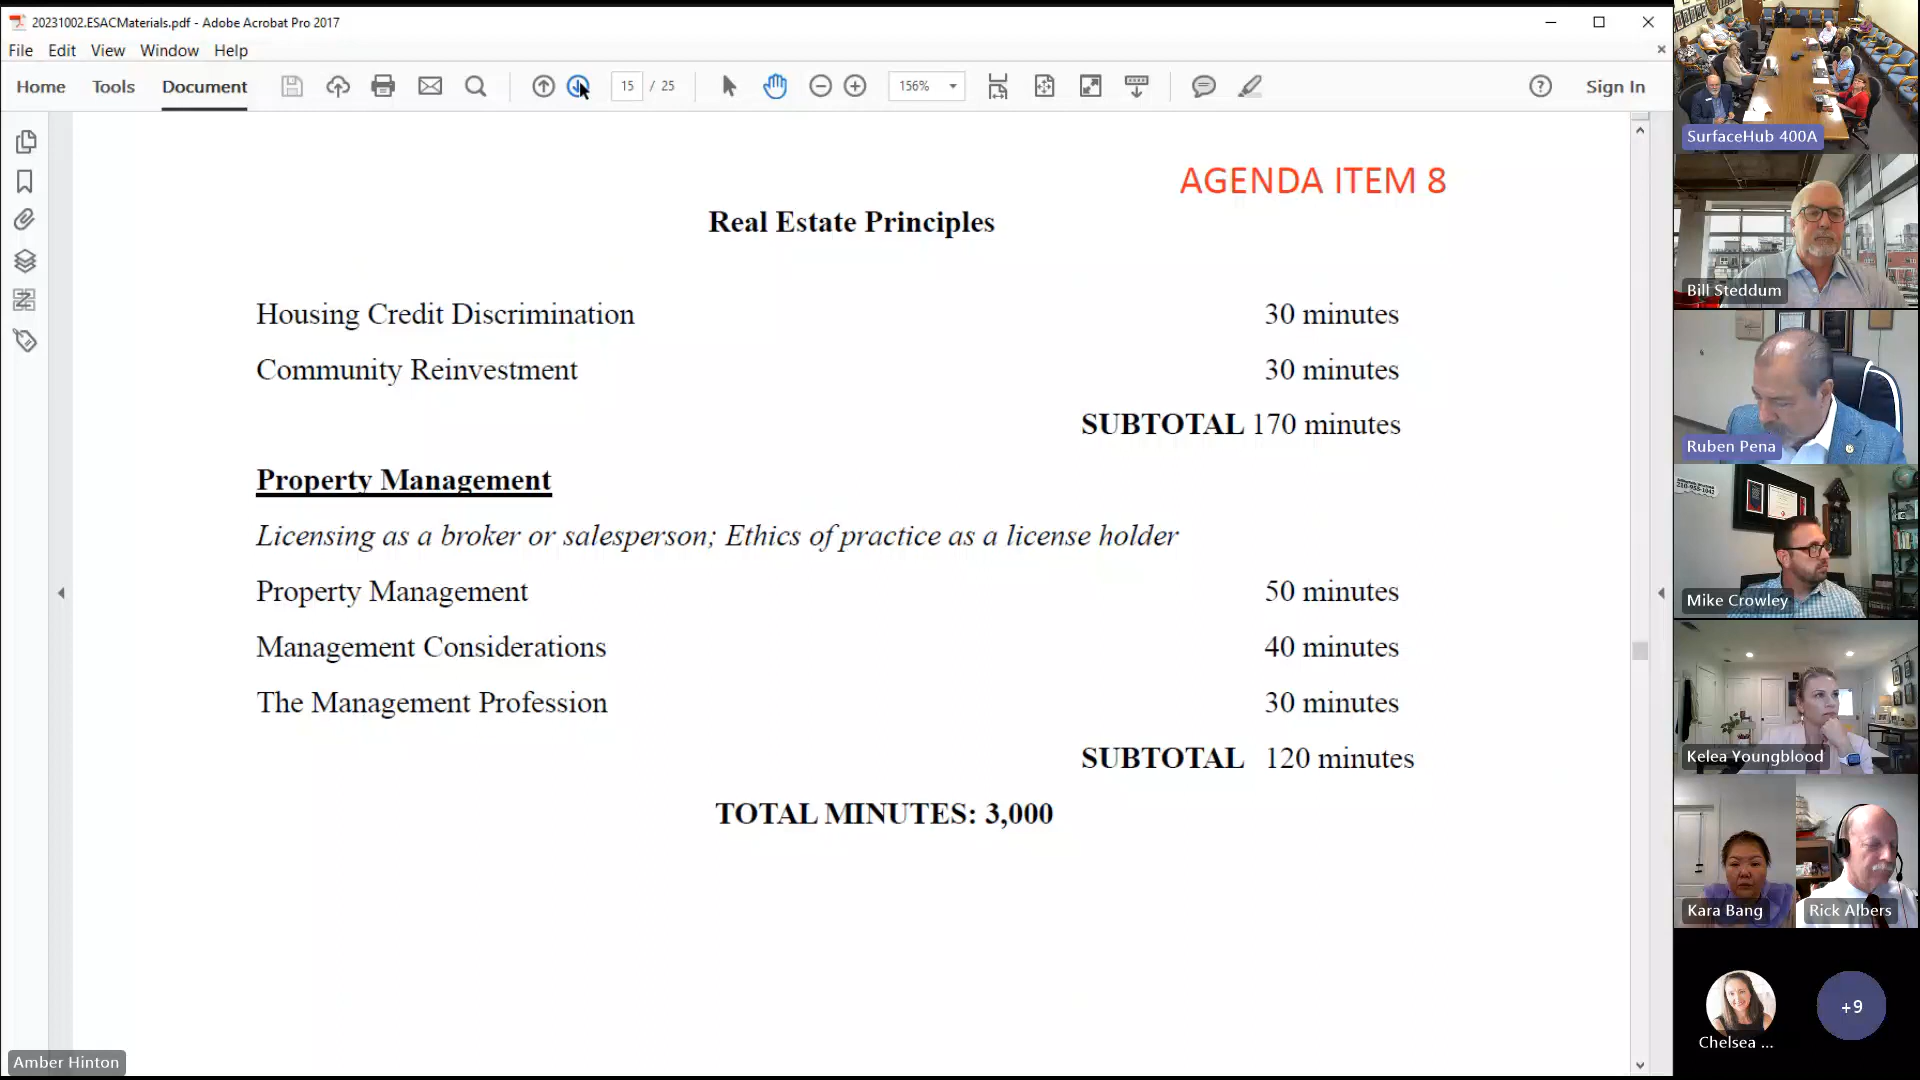 20231002.ESACMaterials.pdf - Adobe Acrobat Pro 2017
File Edit View Window Help
Home Tools Document 15 / 25 156% Sign In
AGENDA ITEM 8
Real Estate Principles
Housing Credit Discrimination 30 minutes
Community Reinvestment 30 minutes
SUBTOTAL 170 minutes
Property Management
Licensing as a broker or salesperson; Ethics of practice as a license holder
Property Management 50 minutes
Management Considerations 40 minutes
The Management Profession 30 minutes
SUBTOTAL 120 minutes
TOTAL MINUTES: 3,000
Amber Hinton
SurfaceHub 400A
Bill Steddum
Ruben Pena
Mike Crowley
Kelea Youngblood
Kara Bang
Rick Albers
Chelsea ...
+9